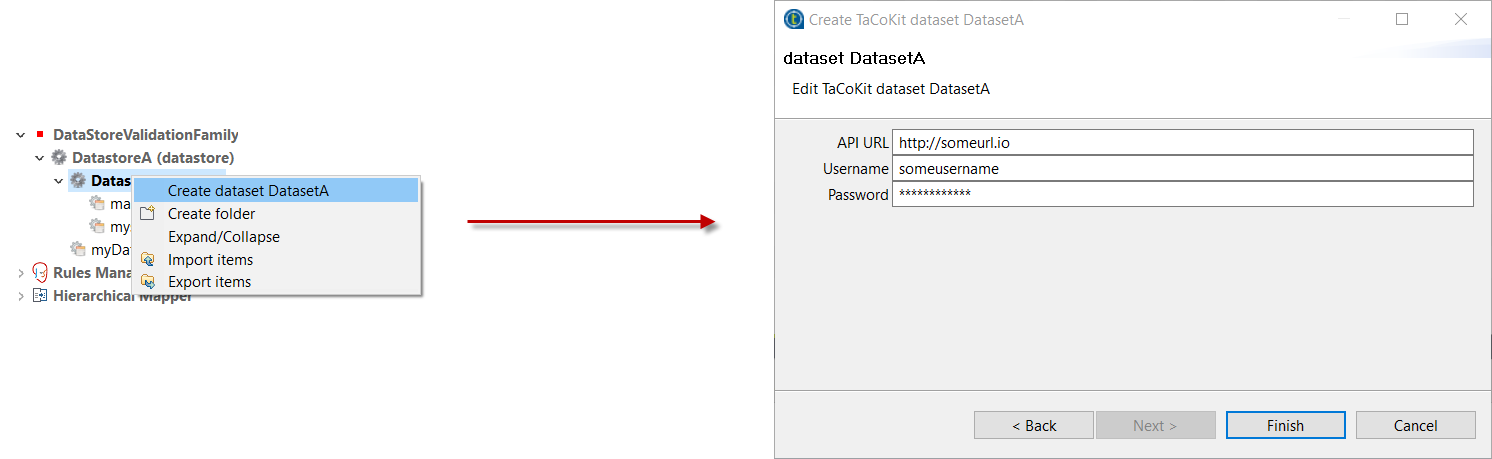 DataStoreValidationFamily
DatastoreA (datastore)
Datas
Create dataset DatasetA
ma
Create folder
my
Expand/Collapse
myDa
Import items
Rules Mana
Export items
Hierarchical Mapper
Create TaCoKit dataset DatasetA
dataset DatasetA
Edit TaCoKit dataset DatasetA
API URL http://someurl.io
Username someusername
Password ************
< Back Next > Finish Cancel